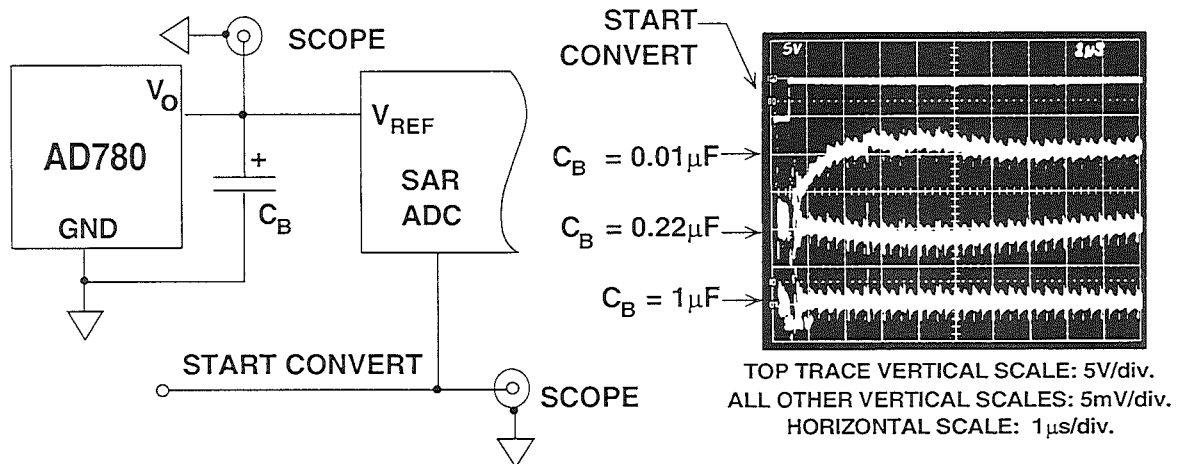 SCOPE
AD780
V_O
GND
+
C_B
V_REF
SAR
ADC
START CONVERT
SCOPE
START
CONVERT
C_B = 0.01µF
C_B = 0.22µF
C_B = 1µF
5V
1µS
TOP TRACE VERTICAL SCALE: 5V/div.
ALL OTHER VERTICAL SCALES: 5mV/div.
HORIZONTAL SCALE: 1µs/div.